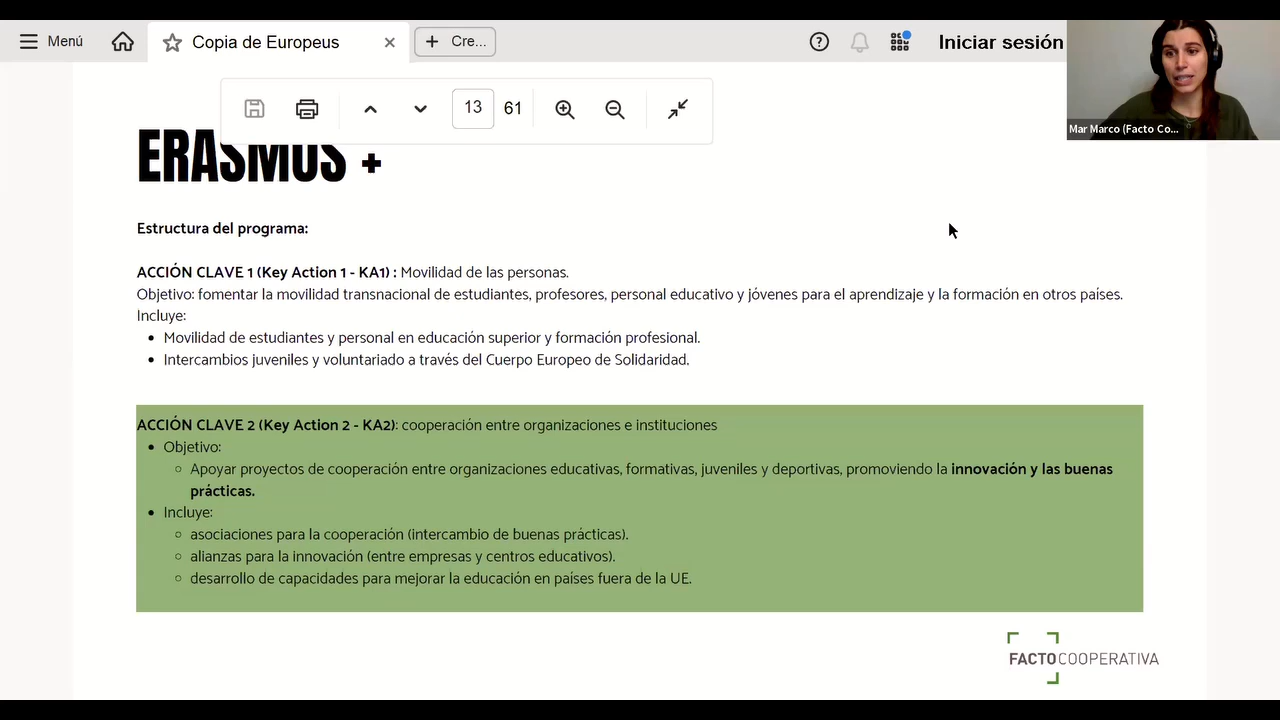 Menú
Copia de Europeus
Cre...
Iniciar sesión
Mar Marco (Facto Co...
13 61
ERASMUS +
Estructura del programa:
ACCIÓN CLAVE 1 (Key Action 1 - KA1) : Movilidad de las personas.
Objetivo: fomentar la movilidad transnacional de estudiantes, profesores, personal educativo y jóvenes para el aprendizaje y la formación en otros países.
Incluye:
• Movilidad de estudiantes y personal en educación superior y formación profesional.
• Intercambios juveniles y voluntariado a través del Cuerpo Europeo de Solidaridad.
ACCIÓN CLAVE 2 (Key Action 2 - KA2): cooperación entre organizaciones e instituciones
• Objetivo:
○ Apoyar proyectos de cooperación entre organizaciones educativas, formativas, juveniles y deportivas, promoviendo la innovación y las buenas
prácticas.
• Incluye:
○ asociaciones para la cooperación (intercambio de buenas prácticas).
○ alianzas para la innovación (entre empresas y centros educativos).
○ desarrollo de capacidades para mejorar la educación en países fuera de la UE.
FACTOCOOPERATIVA